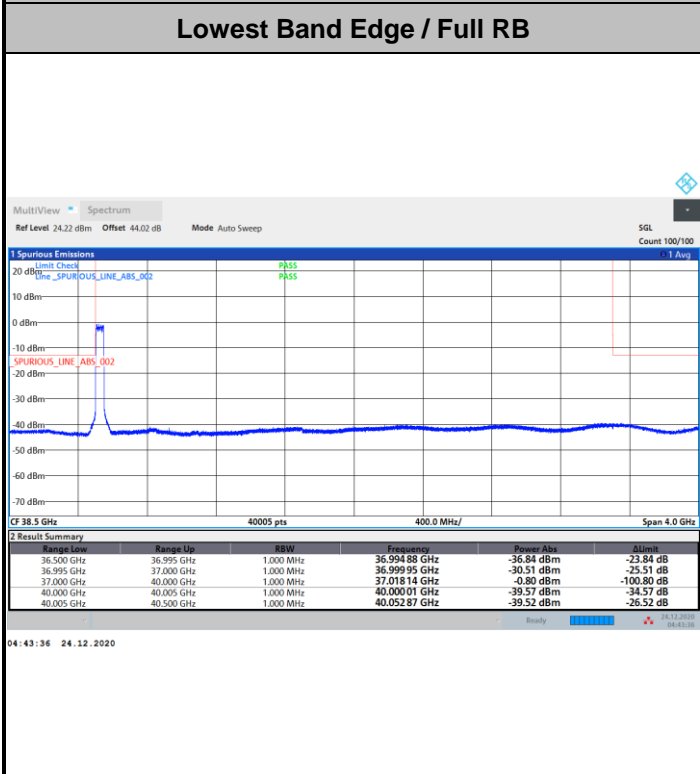 Lowest Band Edge / Full RB
MultiView Spectrum
Ref Level 24.22 dBm Offset 44.02 dB Mode Auto Sweep SGL
Count 100/100
1 Spurious Emissions 1 Avg
Limit Check PASS
20 dBm
Line _SPURIOUS_LINE_ABS_002 PASS
10 dBm
0 dBm
-10 dBm
_SPURIOUS_LINE_ABS_002
-20 dBm
-30 dBm
-40 dBm
-50 dBm
-60 dBm
-70 dBm
CF 38.5 GHz 40005 pts 400.0 MHz/ Span 4.0 GHz
2 Result Summary
Range Low Range Up RBW Frequency Power Abs ΔLimit
36.500 GHz 36.995 GHz 1.000 MHz 36.994 88 GHz -36.84 dBm -23.84 dB
36.995 GHz 37.000 GHz 1.000 MHz 36.999 95 GHz -30.51 dBm -25.51 dB
37.000 GHz 40.000 GHz 1.000 MHz 37.018 14 GHz -0.80 dBm -100.80 dB
40.000 GHz 40.005 GHz 1.000 MHz 40.000 01 GHz -39.57 dBm -34.57 dB
40.005 GHz 40.500 GHz 1.000 MHz 40.052 87 GHz -39.52 dBm -26.52 dB
Ready 24.12.2020
04:43:36
04:43:36 24.12.2020